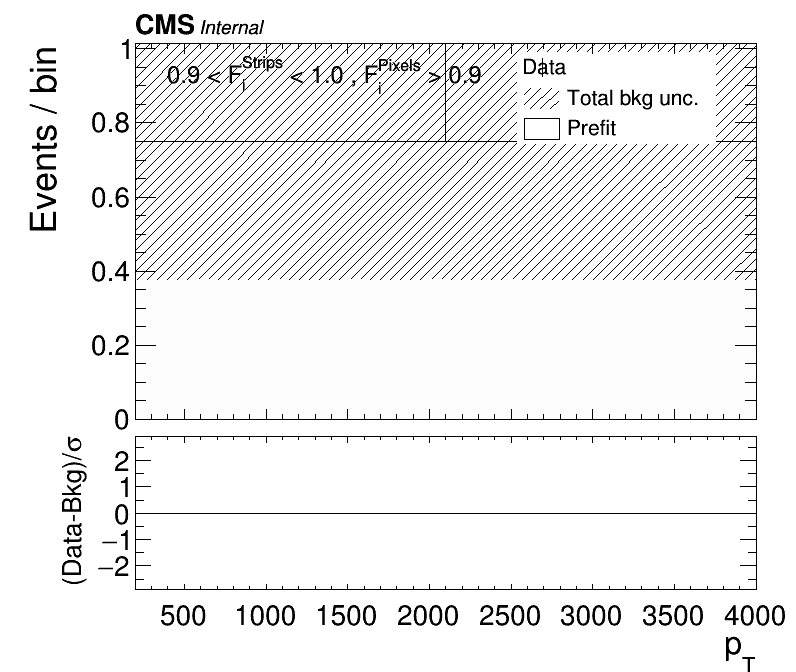 CMS Internal
Events / bin
1
0.8
0.6
0.4
0.2
0
0.9 < F_i^Strips < 1.0 , F_i^Pixels > 0.9
Data
Total bkg unc.
Prefit
(Data-Bkg)/σ
2
1
0
−1
−2
500 1000 1500 2000 2500 3000 3500 4000
p_T